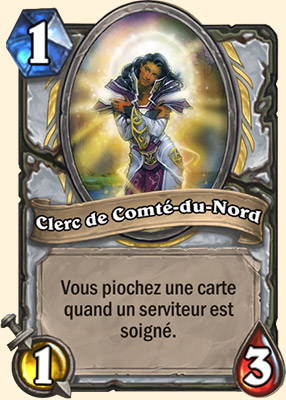 1
Clerc de Comté-du-Nord
Vous piochez une carte
quand un serviteur est
soigné.
1
3